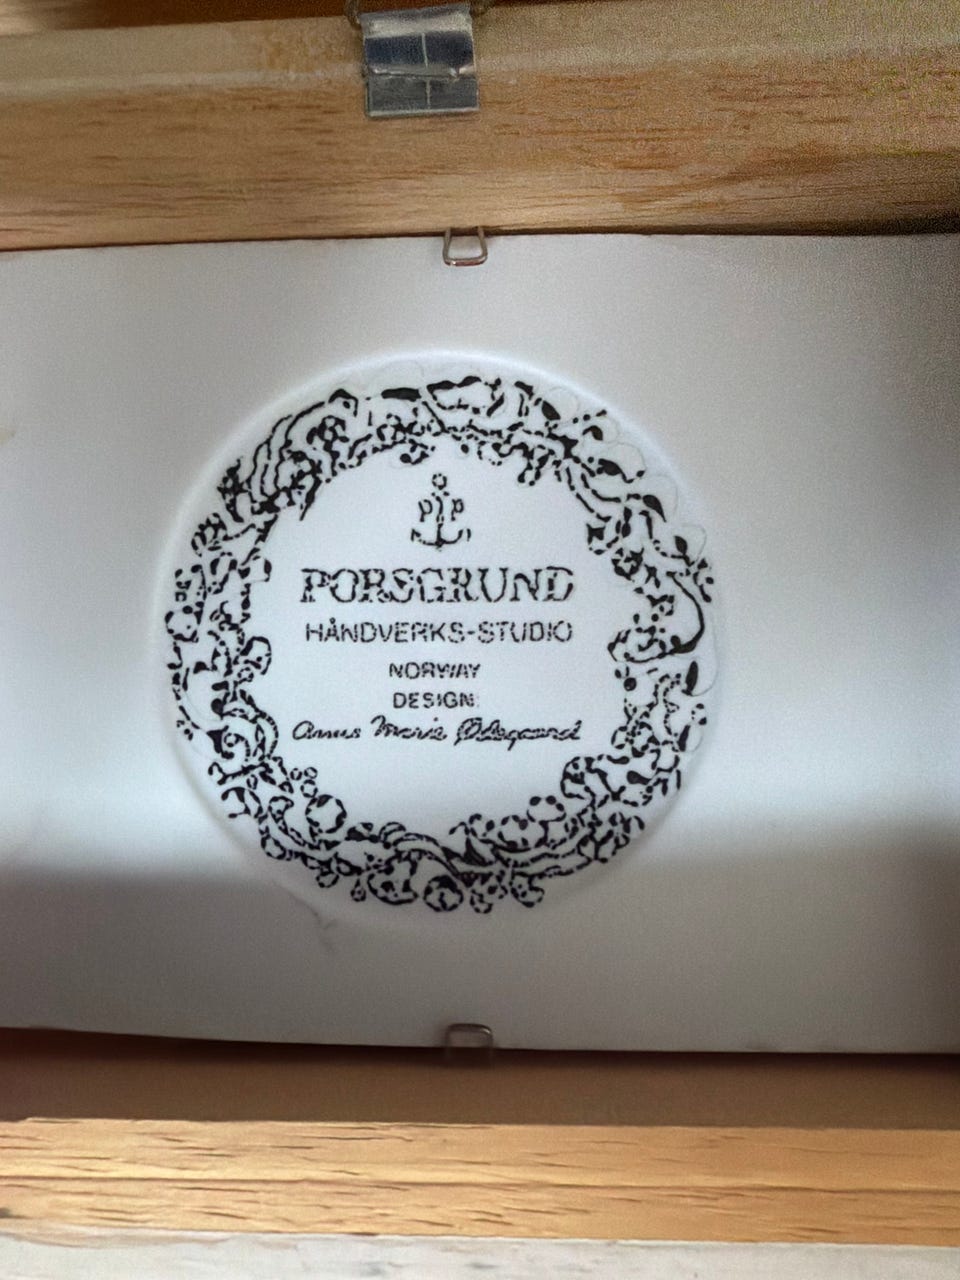 P P
PORSGRUND
HÅNDVERKS-STUDIO
NORWAY
DESIGN:
Anne Marie Ødegaard